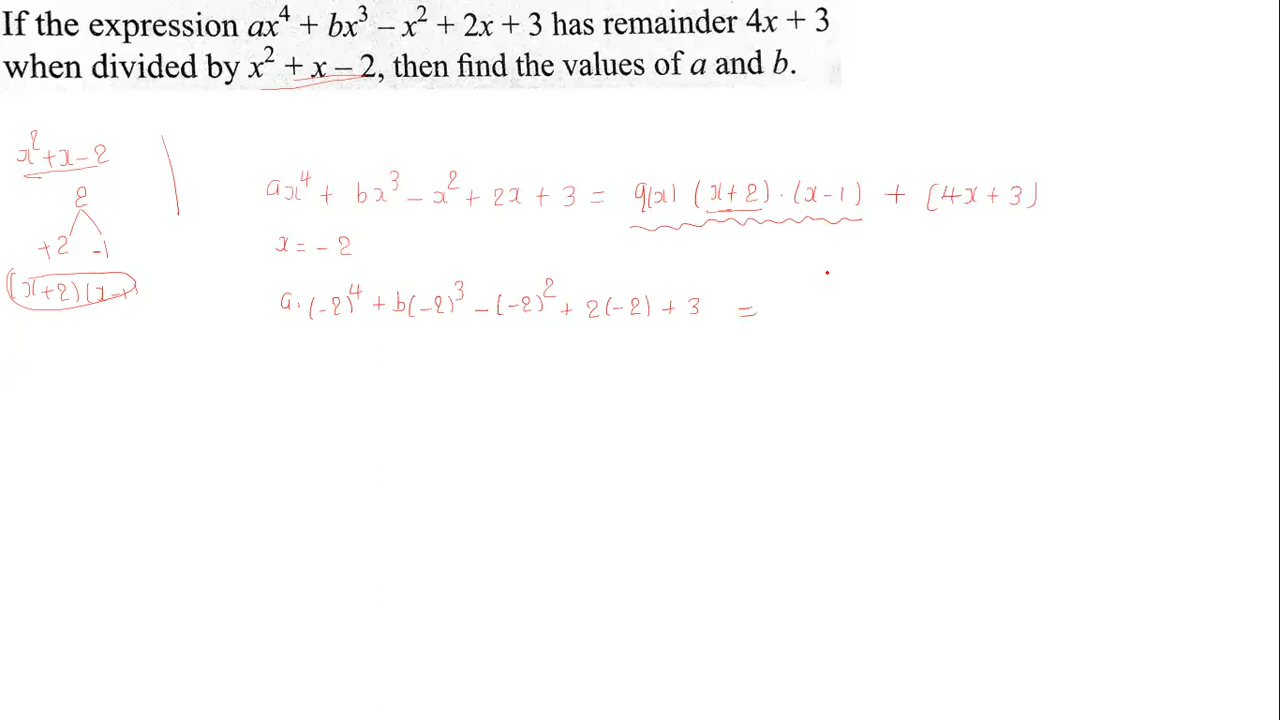 If the expression ax⁴ + bx³ – x² + 2x + 3 has remainder 4x + 3
when divided by x² + x – 2, then find the values of a and b.
x² + x – 2
2
+2 -1
(x+2)(x-1
ax⁴ + bx³ – x² + 2x + 3 = q(x) (x+2) · (x-1) + (4x + 3)
x = – 2
a·(-2)⁴ + b(-2)³ – (-2)² + 2(-2) + 3 =